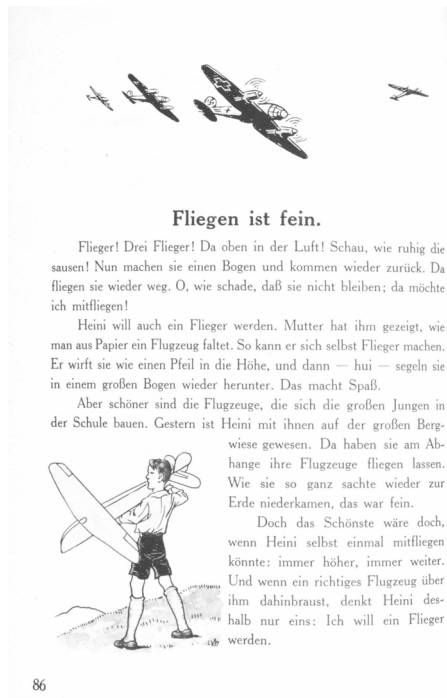 Fliegen ist fein.
Flieger! Drei Flieger! Da oben in der Luft! Schau, wie ruhig die
sausen! Nun machen sie einen Bogen und kommen wieder zurück. Da
fliegen sie wieder weg. O, wie schade, daß sie nicht bleiben; da möchte
ich mitfliegen!
Heini will auch ein Flieger werden. Mutter hat ihm gezeigt, wie
man aus Papier ein Flugzeug faltet. So kann er sich selbst Flieger machen.
Er wirft sie wie einen Pfeil in die Höhe, und dann — hui — segeln sie
in einem großen Bogen wieder herunter. Das macht Spaß.
Aber schöner sind die Flugzeuge, die sich die großen Jungen in
der Schule bauen. Gestern ist Heini mit ihnen auf der großen Berg-
wiese gewesen. Da haben sie am Ab-
hange ihre Flugzeuge fliegen lassen.
Wie sie so ganz sachte wieder zur
Erde niederkamen, das war fein.
Doch das Schönste wäre doch,
wenn Heini selbst einmal mitfliegen
könnte: immer höher, immer weiter.
Und wenn ein richtiges Flugzeug über
ihm dahinbraust, denkt Heini des-
halb nur eins: Ich will ein Flieger
werden.
86